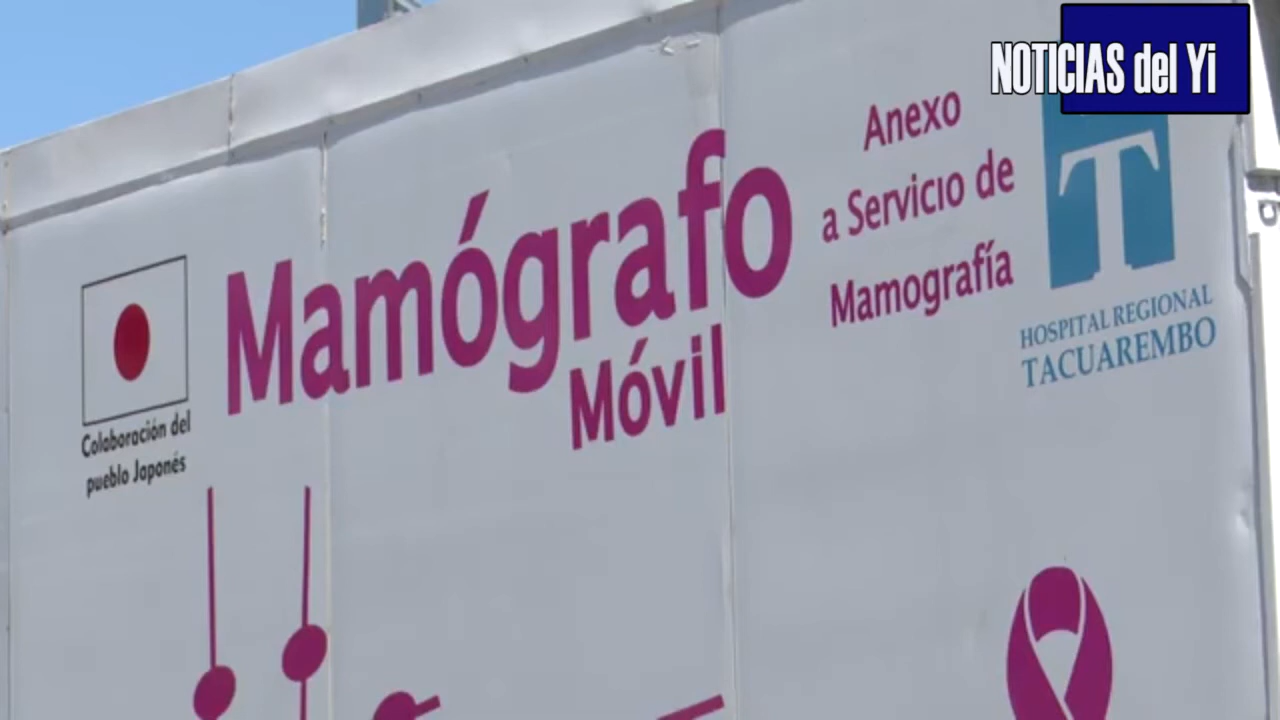 NOTICIAS del Yi
Mamógrafo
Móvil
Anexo
a Servicio de
Mamografía
T
HOSPITAL REGIONAL
TACUAREMBO
Colaboración del
pueblo Japonés